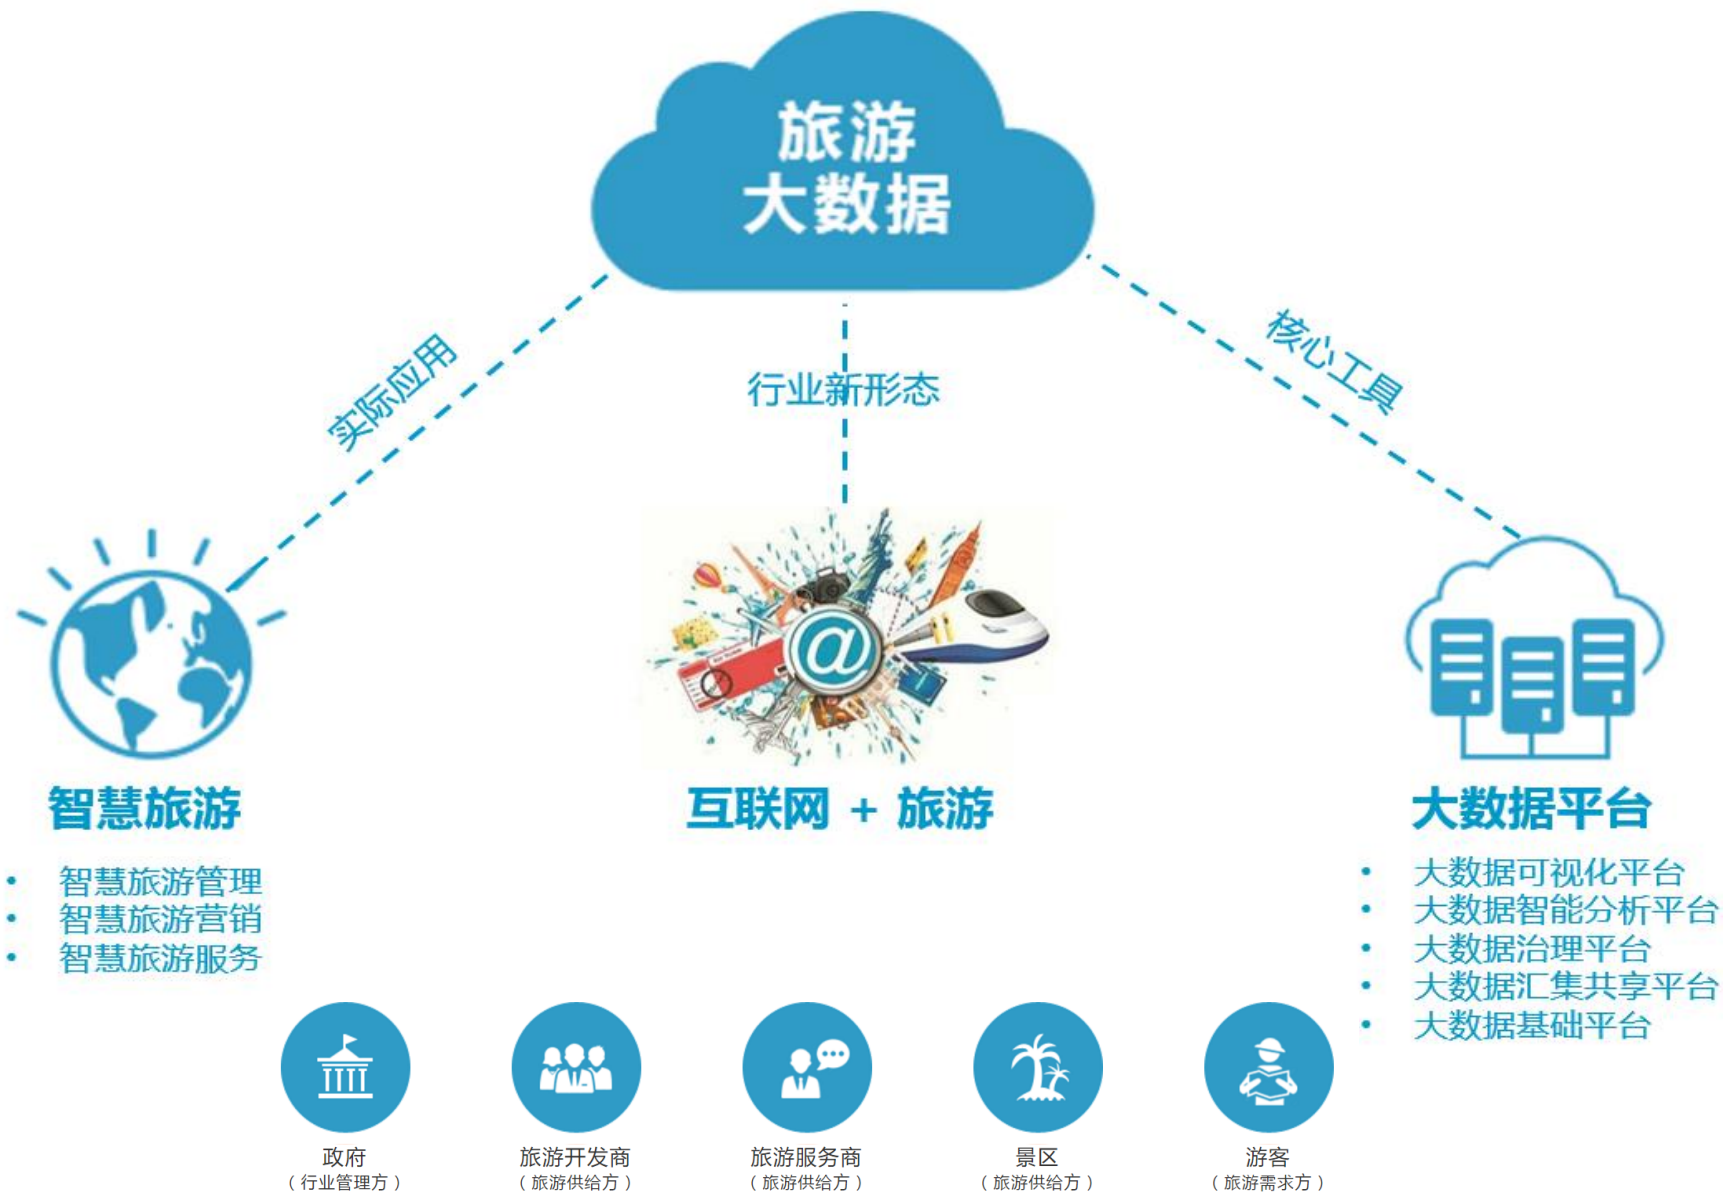 旅游
大数据
实际应用
行业新形态
核心工具
@
智慧旅游
• 智慧旅游管理
• 智慧旅游营销
• 智慧旅游服务
互联网 + 旅游
大数据平台
• 大数据可视化平台
• 大数据智能分析平台
• 大数据治理平台
• 大数据汇集共享平台
• 大数据基础平台
政府
（行业管理方）
旅游开发商
（旅游供给方）
旅游服务商
（旅游供给方）
景区
（旅游供给方）
游客
（旅游需求方）